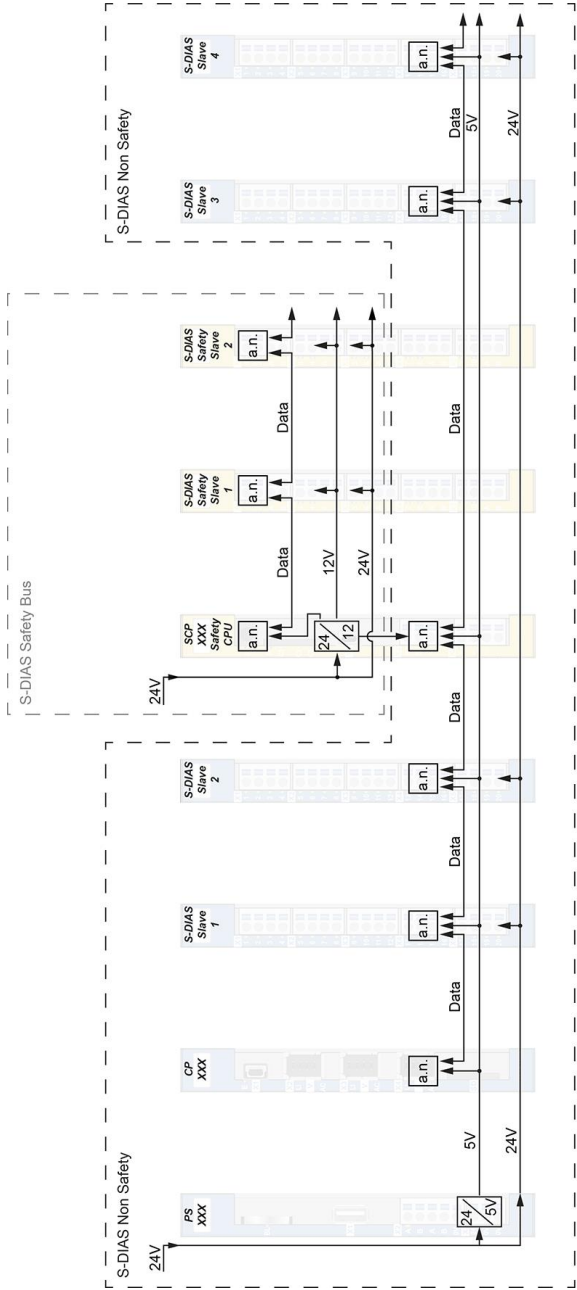 S-DIAS Safety Bus
S-DIAS Non Safety
S-DIAS Non Safety
24V
PS
XXX
24
5V
5V
24V
CP
XXX
a.n.
Data
S-DIAS
Slave
1
a.n.
Data
S-DIAS
Slave
2
a.n.
Data
24V
SCP
XXX
Safety
CPU
a.n.
24
12
a.n.
Data
12V
24V
Data
S-DIAS
Safety
Slave
1
a.n.
Data
S-DIAS
Safety
Slave
2
a.n.
S-DIAS
Slave
3
a.n.
Data
5V
24V
S-DIAS
Slave
4
a.n.